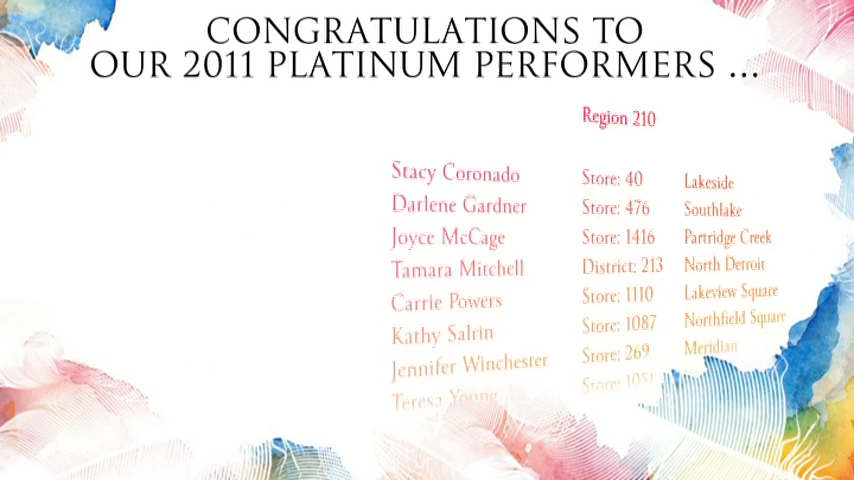 CONGRATULATIONS TO
OUR 2011 PLATINUM PERFORMERS ...
Region 210
Stacy Coronado Store: 40 Lakeside
Darlene Gardner Store: 476 Southlake
Joyce McCage Store: 1416 Partridge Creek
Tamara Mitchell District: 213 North Detroit
Carrie Powers Store: 1110 Lakeview Square
Kathy Salrin Store: 1087 Northfield Square
Jennifer Winchester Store: 269 Meridian
Teresa Young Store: 1051